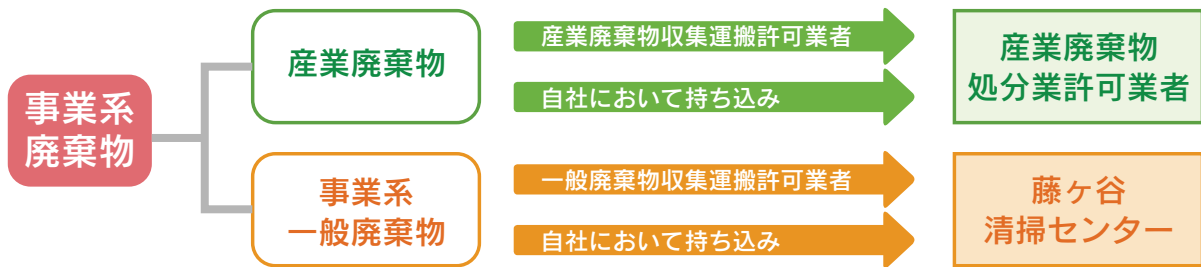 事業系
廃棄物
産業廃棄物
産業廃棄物収集運搬許可業者
自社において持ち込み
産業廃棄物
処分業許可業者
事業系
一般廃棄物
一般廃棄物収集運搬許可業者
自社において持ち込み
藤ヶ谷
清掃センター